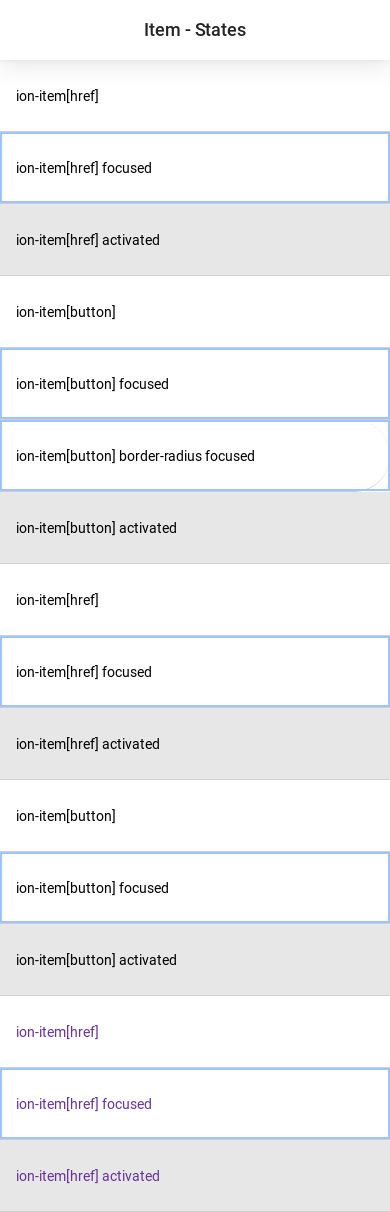 Item - States
ion-item[href]
ion-item[href] focused
ion-item[href] activated
ion-item[button]
ion-item[button] focused
ion-item[button] border-radius focused
ion-item[button] activated
ion-item[href]
ion-item[href] focused
ion-item[href] activated
ion-item[button]
ion-item[button] focused
ion-item[button] activated
ion-item[href]
ion-item[href] focused
ion-item[href] activated